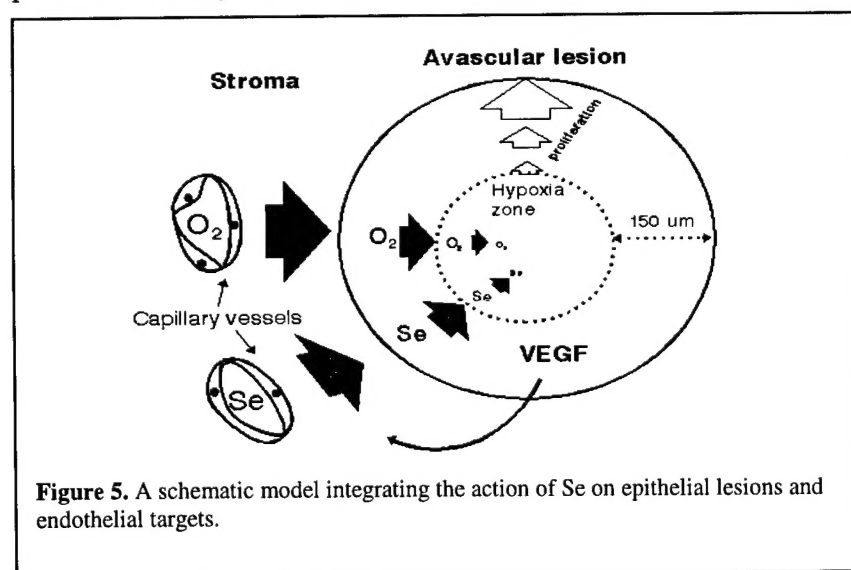 Avascular lesion
Stroma
proliferation
Hypoxia
zone
O₂
O₂
O₂
O₂
150 um
Capillary vessels
Se
Se
Se
VEGF
Figure 5. A schematic model integrating the action of Se on epithelial lesions and
endothelial targets.